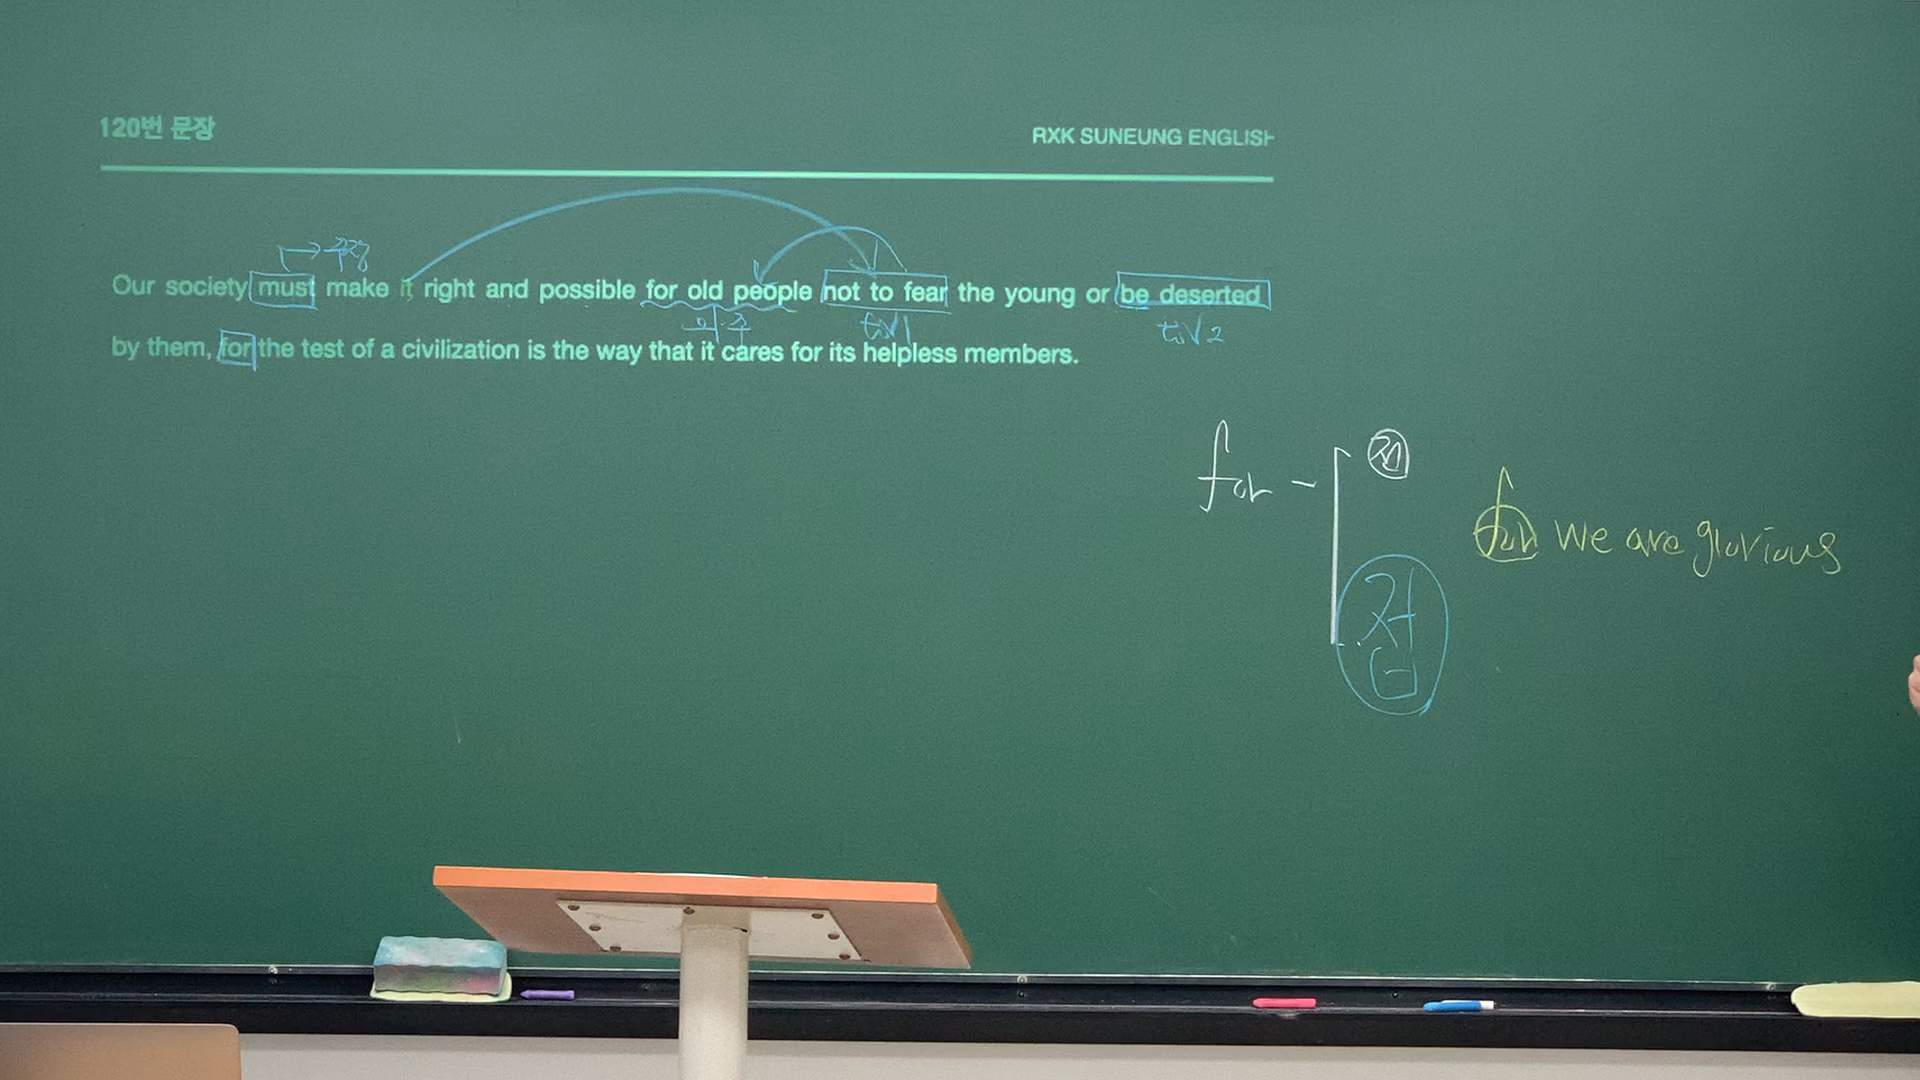 120번 문장
RXK SUNEUNG ENGLISH
→ 주장
Our society must make it right and possible for old people not to fear the young or be deserted
의.주 toV1 toV2
by them, for the test of a civilization is the way that it cares for its helpless members.
for - 전
접
for we are glorious